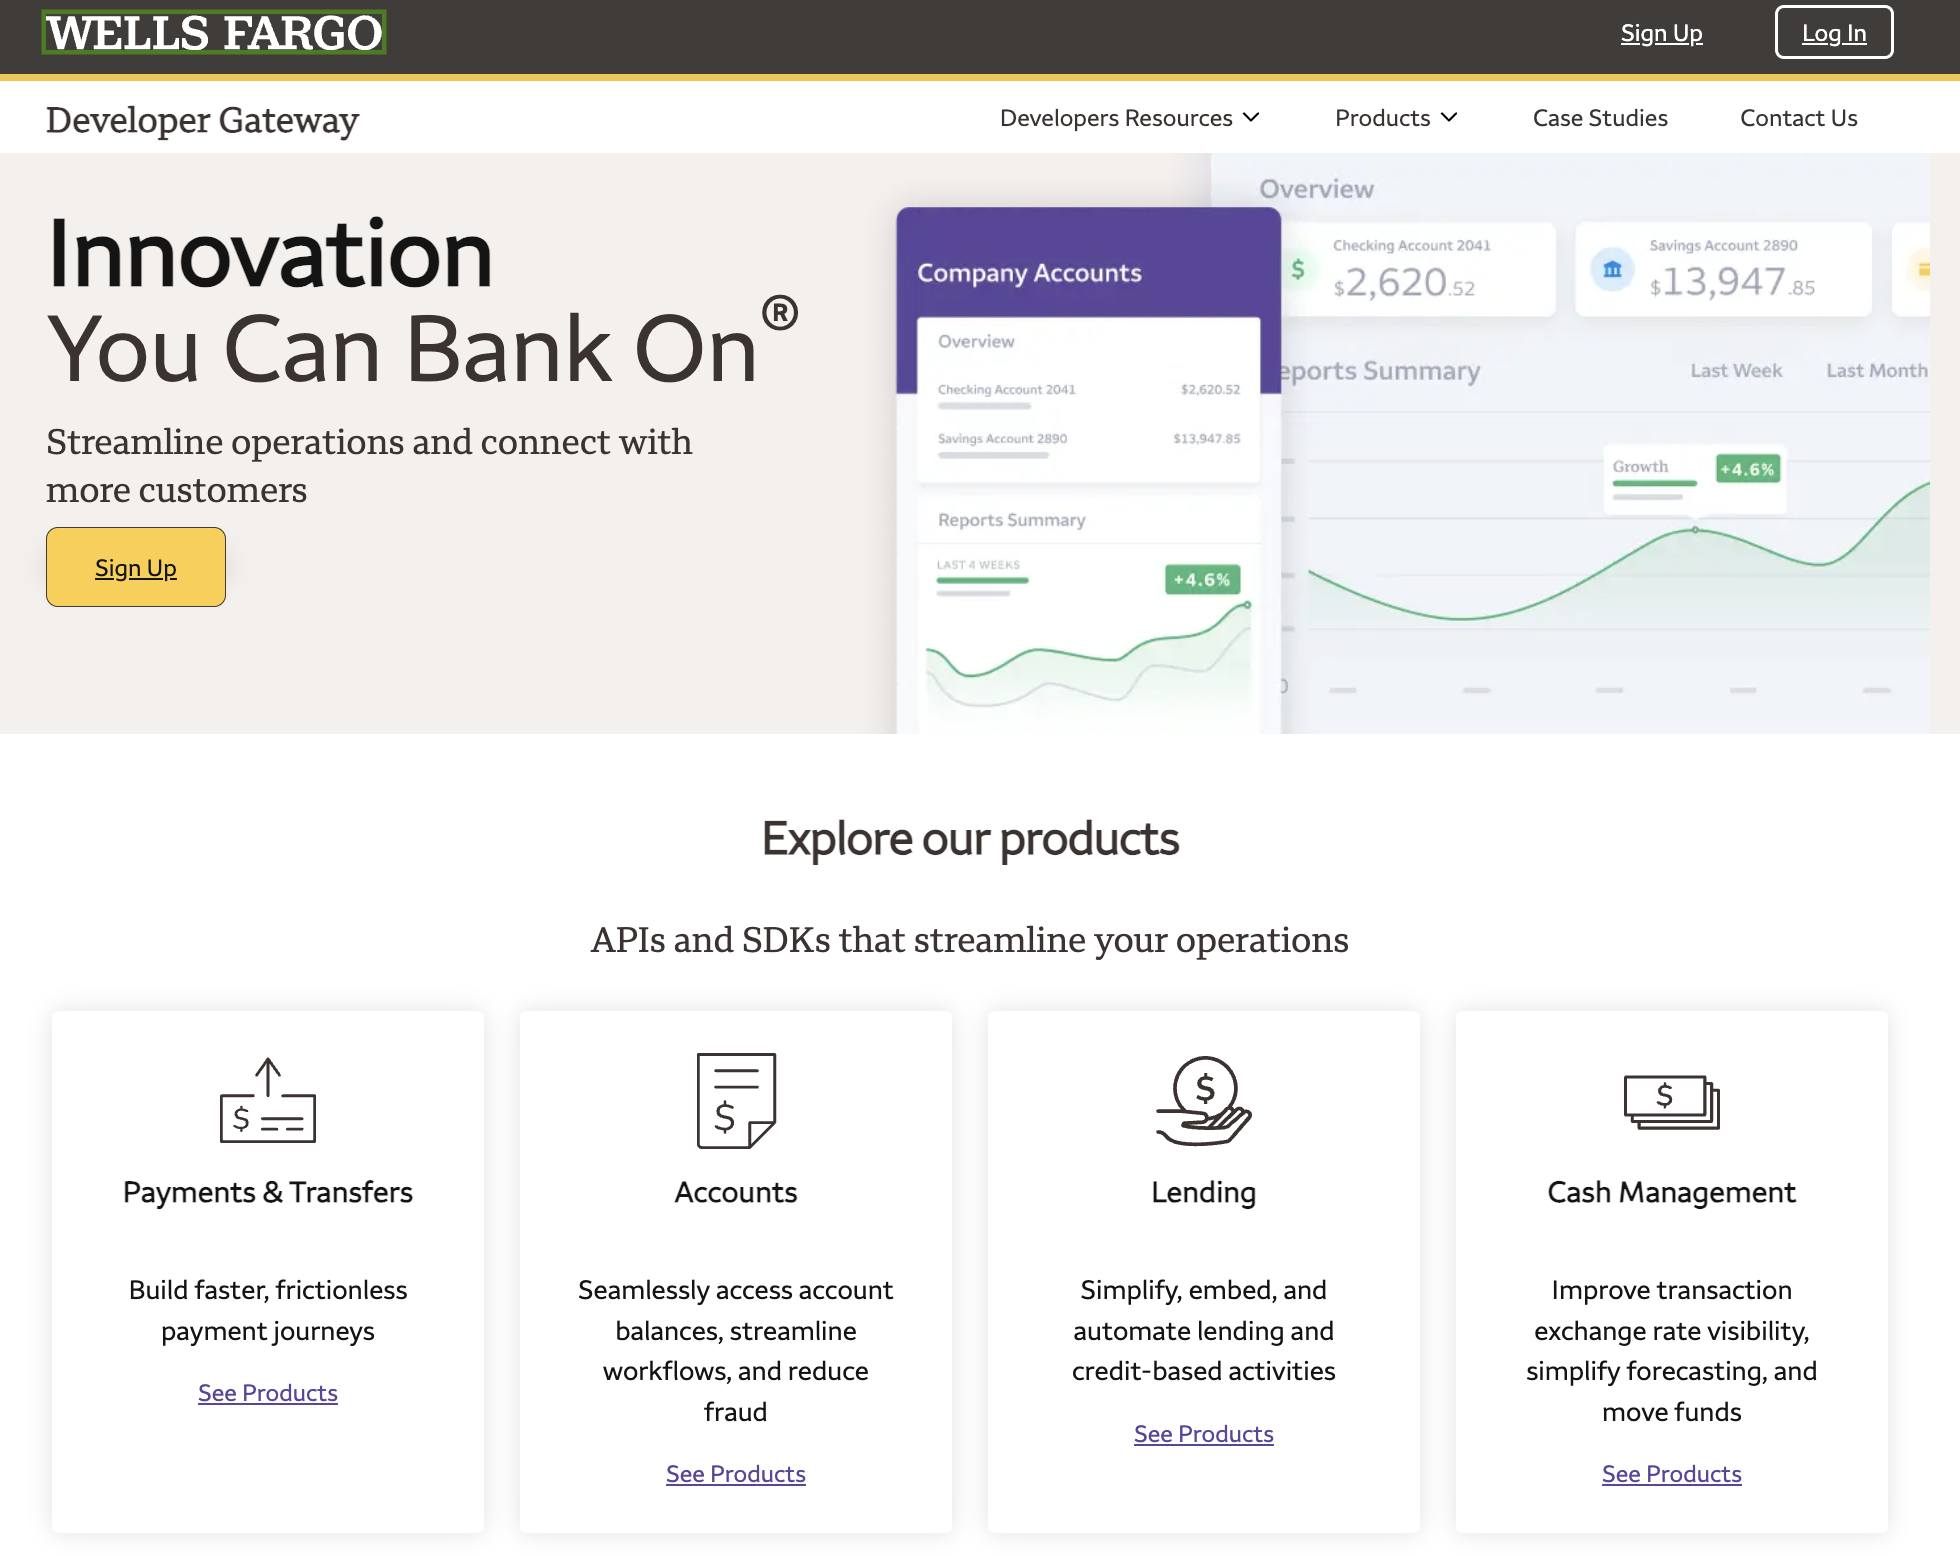 WELLS FARGO
Sign Up
Log In
Developer Gateway
Developers Resources
Products
Case Studies
Contact Us
Innovation
You Can Bank On®
Streamline operations and connect with
more customers
Sign Up
Company Accounts
Overview
Checking Account 2041
$2,620.52
Savings Account 2890
$13,947.85
Reports Summary
LAST 4 WEEKS
+4.6%
Overview
$
Checking Account 2041
$2,620.52
Savings Account 2890
$13,947.85
eports Summary
Last Week
Last Month
Growth
+4.6%
Explore our products
APIs and SDKs that streamline your operations
$
Payments & Transfers
Build faster, frictionless
payment journeys
See Products
$
Accounts
Seamlessly access account
balances, streamline
workflows, and reduce
fraud
See Products
$
Lending
Simplify, embed, and
automate lending and
credit-based activities
See Products
$
Cash Management
Improve transaction
exchange rate visibility,
simplify forecasting, and
move funds
See Products